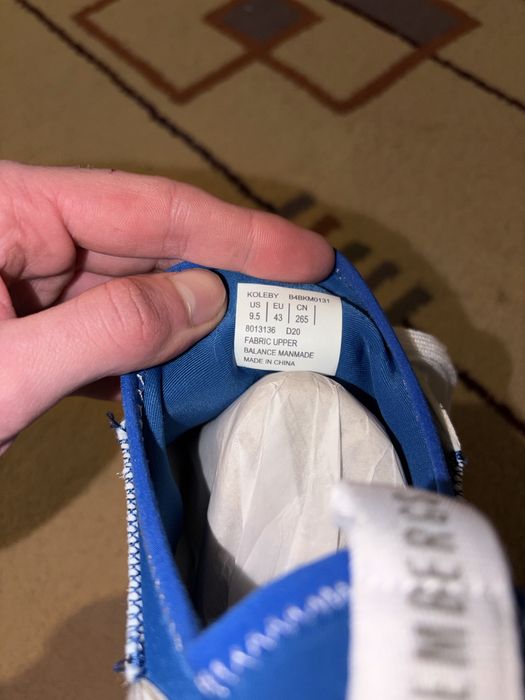 KOLEBY B4BKM0131
US EU CN
9.5 43 265
8013136 D20
FABRIC UPPER
BALANCE MANMADE
MADE IN CHINA